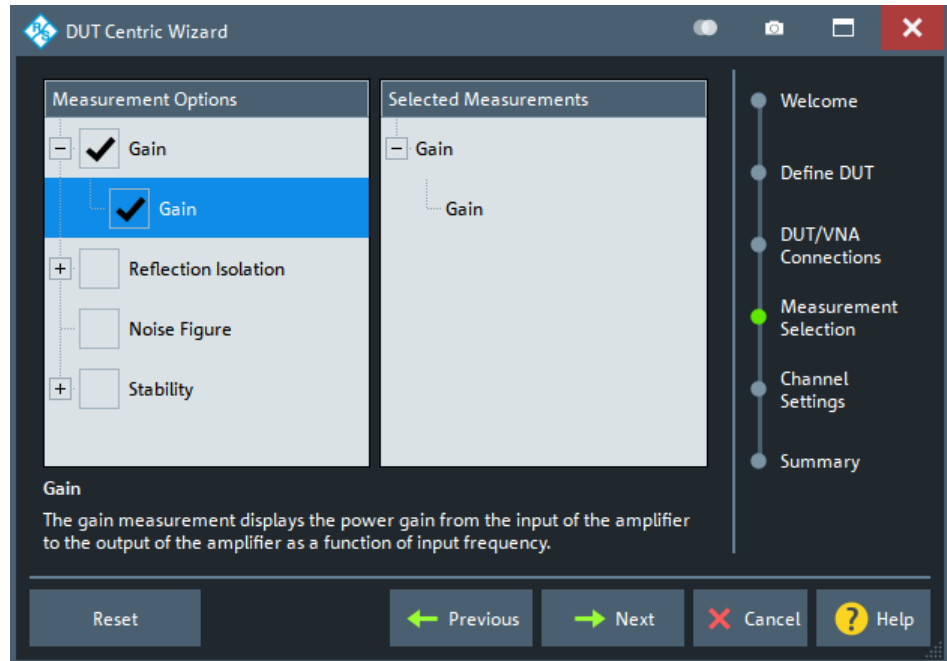 R&S
DUT Centric Wizard
Measurement Options
Gain
Gain
Reflection Isolation
Noise Figure
Stability
Selected Measurements
Gain
Gain
Welcome
Define DUT
DUT/VNA
Connections
Measurement
Selection
Channel
Settings
Summary
Gain
The gain measurement displays the power gain from the input of the amplifier
to the output of the amplifier as a function of input frequency.
Reset
Previous
Next
Cancel
? Help